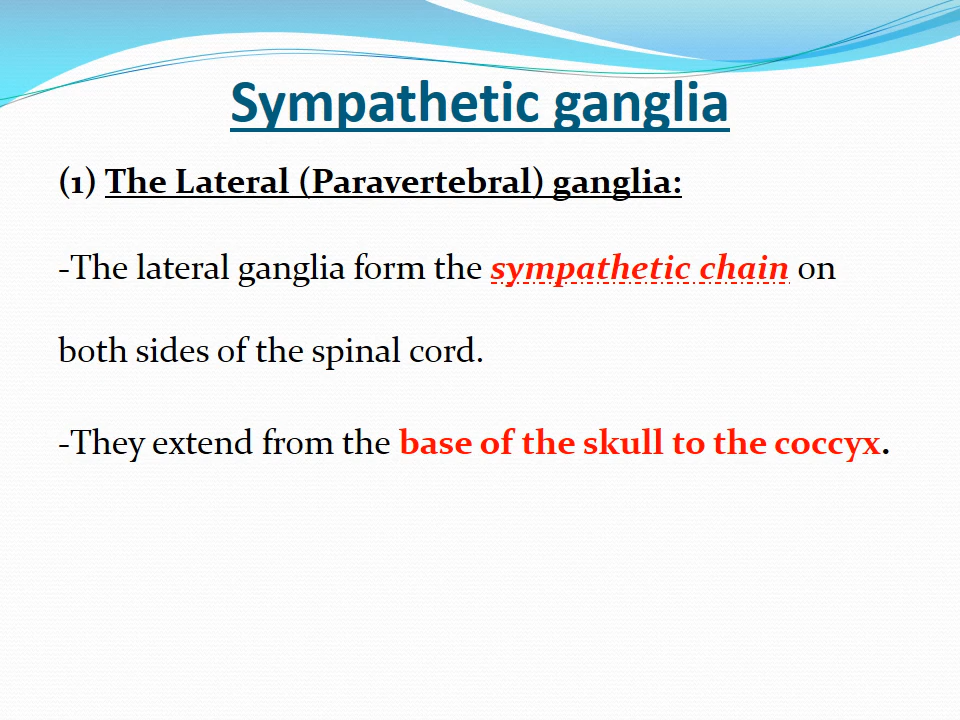 Sympathetic ganglia
(1) The Lateral (Paravertebral) ganglia:
-The lateral ganglia form the sympathetic chain on
both sides of the spinal cord.
-They extend from the base of the skull to the coccyx.